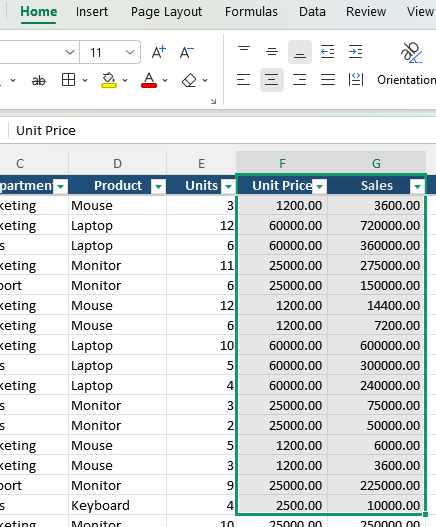 Home Insert Page Layout Formulas Data Review View
11 A A
ab A Orientation
Unit Price
C D E F G
partment Product Units Unit Price Sales
keting Mouse 3 1200.00 3600.00
keting Laptop 12 60000.00 720000.00
s Laptop 6 60000.00 360000.00
keting Monitor 11 25000.00 275000.00
port Monitor 6 25000.00 150000.00
keting Mouse 12 1200.00 14400.00
keting Mouse 6 1200.00 7200.00
keting Laptop 10 60000.00 600000.00
s Laptop 5 60000.00 300000.00
keting Laptop 4 60000.00 240000.00
s Monitor 3 25000.00 75000.00
s Monitor 2 25000.00 50000.00
keting Mouse 5 1200.00 6000.00
keting Mouse 3 1200.00 3600.00
port Monitor 9 25000.00 225000.00
s Keyboard 4 2500.00 10000.00
keting Monitor 10 25000.00 250000.00